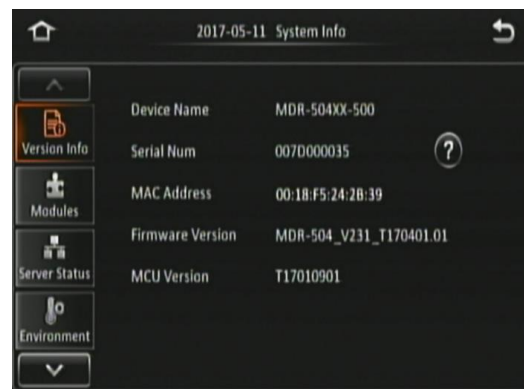 2017-05-11 System Info
Version Info
Modules
Server Status
Environment
Device Name MDR-504XX-500
Serial Num 007D000035
?
MAC Address 00:18:F5:24:2B:39
Firmware Version MDR-504_V231_T170401.01
MCU Version T17010901